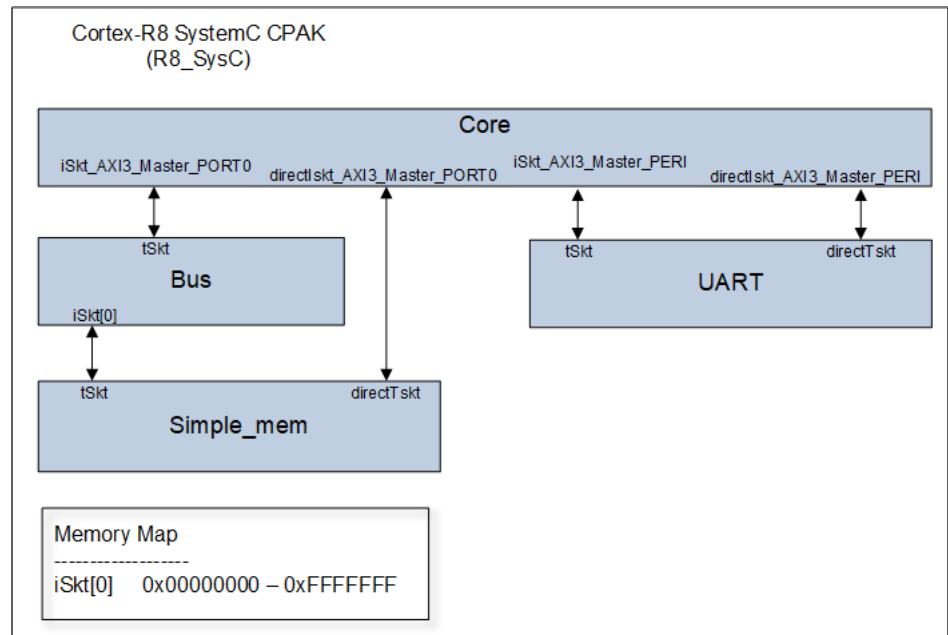 Cortex-R8 SystemC CPAK
(R8_SysC)
Core
iSkt_AXI3_Master_PORT0
directIskt_AXI3_Master_PORT0
iSkt_AXI3_Master_PERI
directIskt_AXI3_Master_PERI
tSkt
Bus
iSkt[0]
tSkt
directTskt
UART
tSkt
directTskt
Simple_mem
Memory Map
-------------------
iSkt[0] 0x00000000 – 0xFFFFFFF